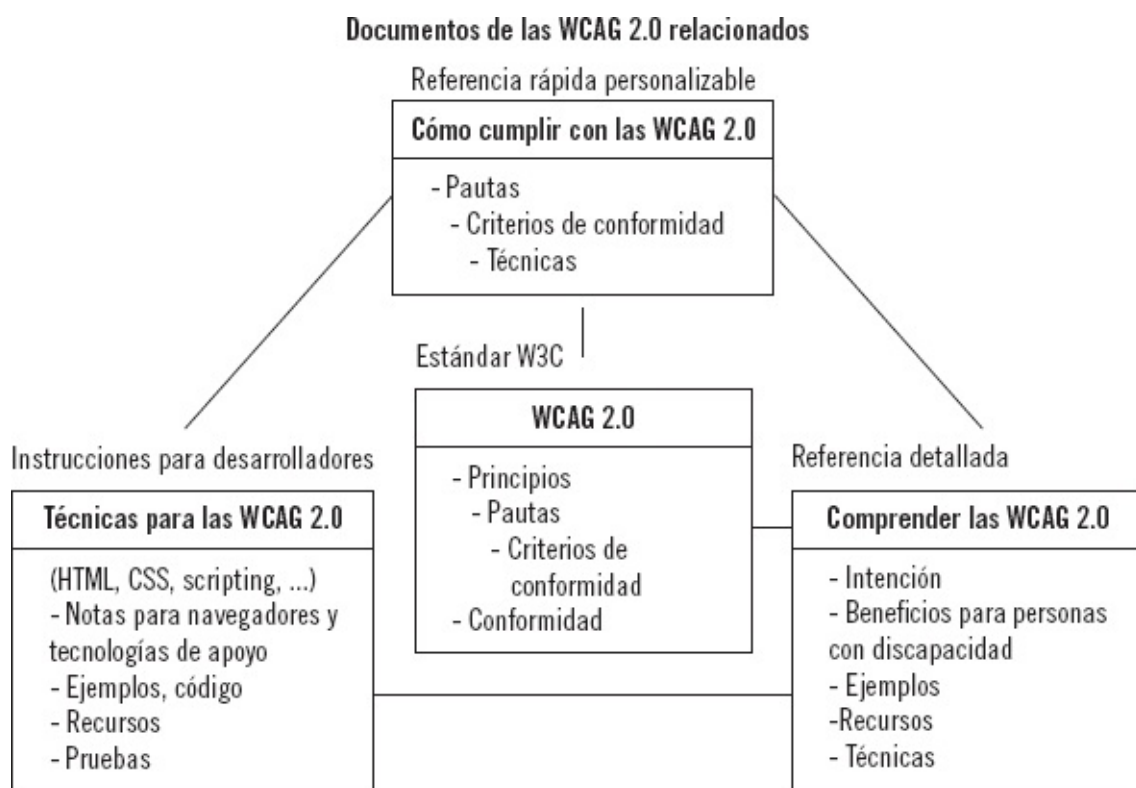 Documentos de las WCAG 2.0 relacionados
Referencia rápida personalizable
Cómo cumplir con las WCAG 2.0
- Pautas
- Criterios de conformidad
- Técnicas
Estándar W3C
WCAG 2.0
- Principios
- Pautas
- Criterios de
conformidad
- Conformidad
Instrucciones para desarrolladores
Técnicas para las WCAG 2.0
(HTML, CSS, scripting, ...)
- Notas para navegadores y
tecnologías de apoyo
- Ejemplos, código
- Recursos
- Pruebas
Referencia detallada
Comprender las WCAG 2.0
- Intención
- Beneficios para personas
con discapacidad
- Ejemplos
-Recursos
- Técnicas